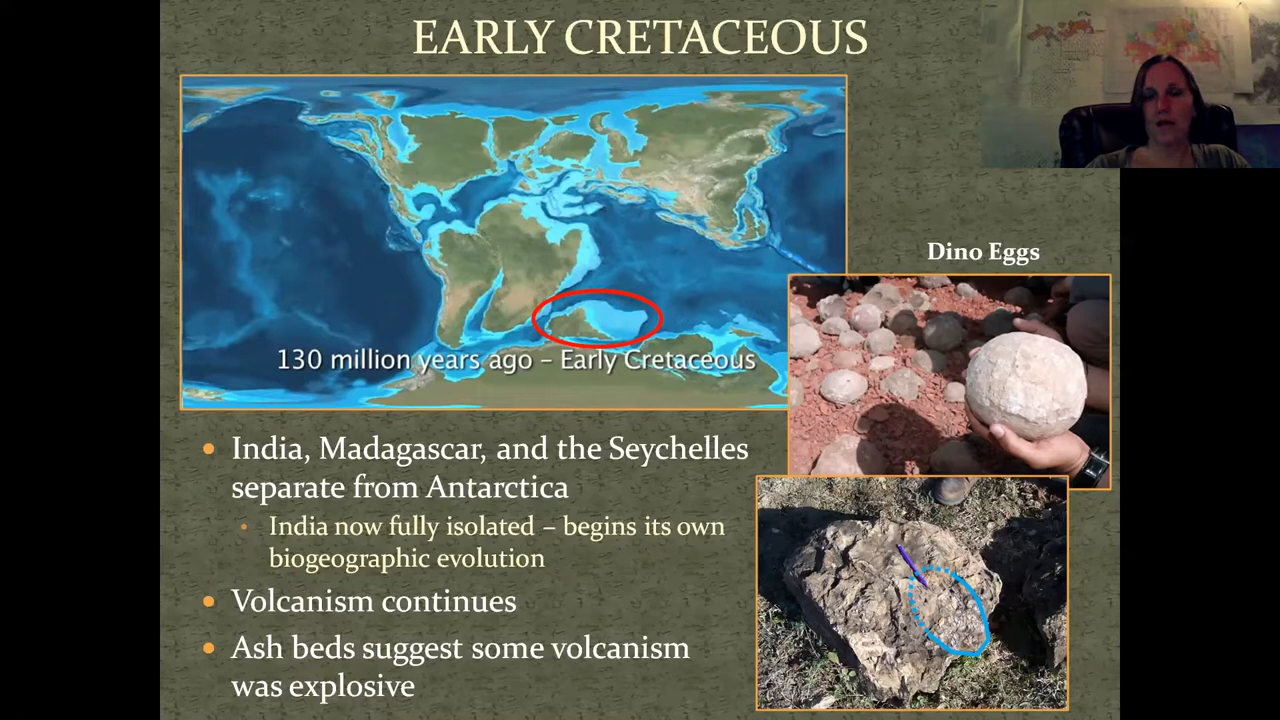 EARLY CRETACEOUS
130 million years ago – Early Cretaceous
Dino Eggs
• India, Madagascar, and the Seychelles
separate from Antarctica
• India now fully isolated – begins its own
biogeographic evolution
• Volcanism continues
• Ash beds suggest some volcanism
was explosive